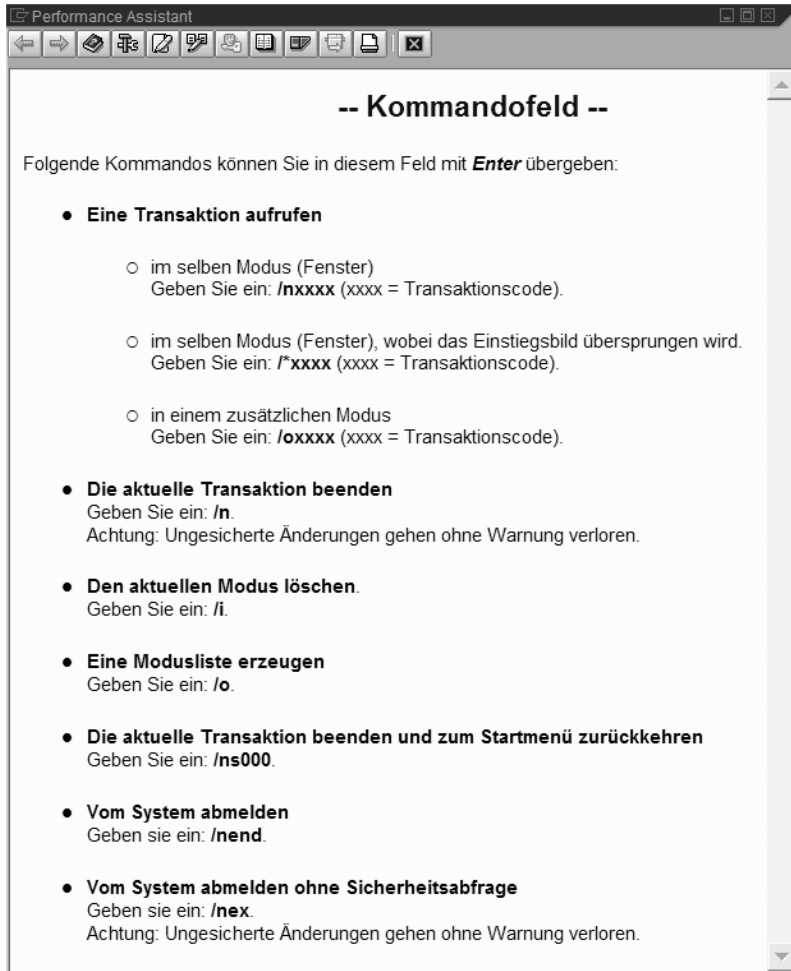 Performance Assistant
-- Kommandofeld --
Folgende Kommandos können Sie in diesem Feld mit Enter übergeben:
● Eine Transaktion aufrufen
○ im selben Modus (Fenster)
Geben Sie ein: /nxxxx (xxxx = Transaktionscode).
○ im selben Modus (Fenster), wobei das Einstiegsbild übersprungen wird.
Geben Sie ein: /*xxxx (xxxx = Transaktionscode).
○ in einem zusätzlichen Modus
Geben Sie ein: /oxxxx (xxxx = Transaktionscode).
● Die aktuelle Transaktion beenden
Geben Sie ein: /n.
Achtung: Ungesicherte Änderungen gehen ohne Warnung verloren.
● Den aktuellen Modus löschen.
Geben Sie ein: /i.
● Eine Modusliste erzeugen
Geben Sie ein: /o.
● Die aktuelle Transaktion beenden und zum Startmenü zurückkehren
Geben Sie ein: /ns000.
● Vom System abmelden
Geben sie ein: /nend.
● Vom System abmelden ohne Sicherheitsabfrage
Geben sie ein: /nex.
Achtung: Ungesicherte Änderungen gehen ohne Warnung verloren.